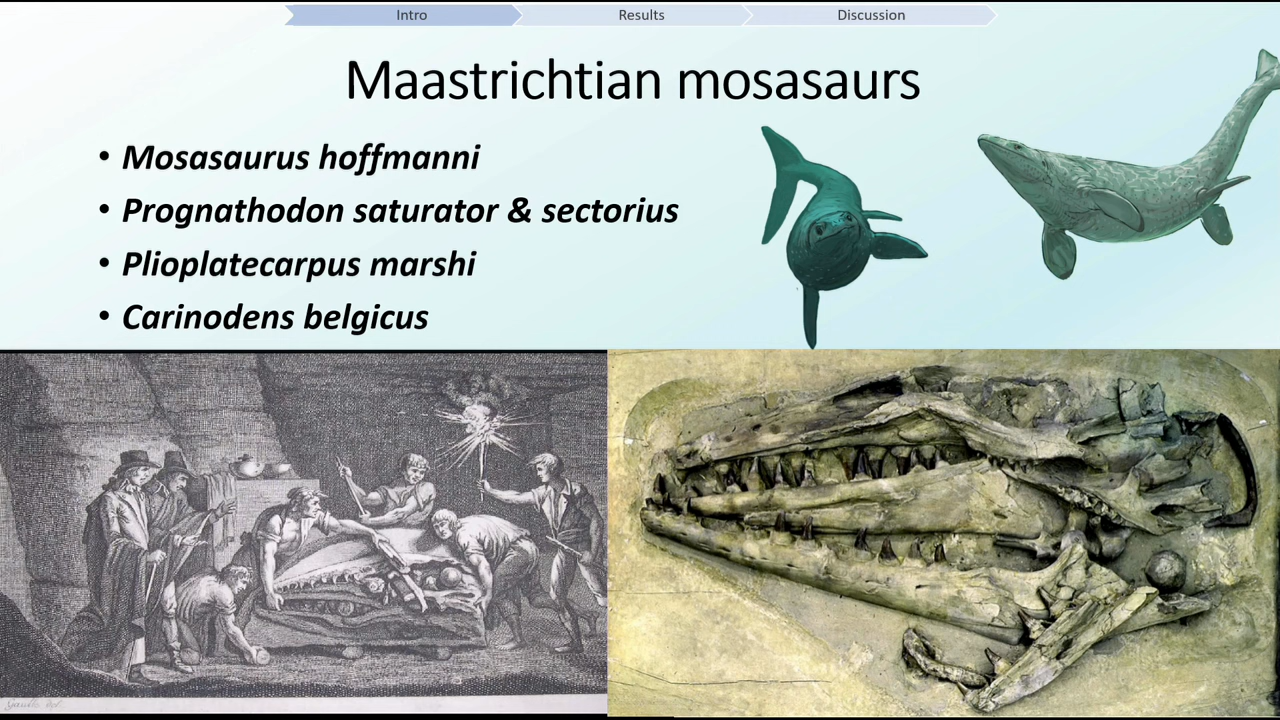 Intro
Results
Discussion
Maastrichtian mosasaurs
• Mosasaurus hoffmanni
• Prognathodon saturator & sectorius
• Plioplatecarpus marshi
• Carinodens belgicus